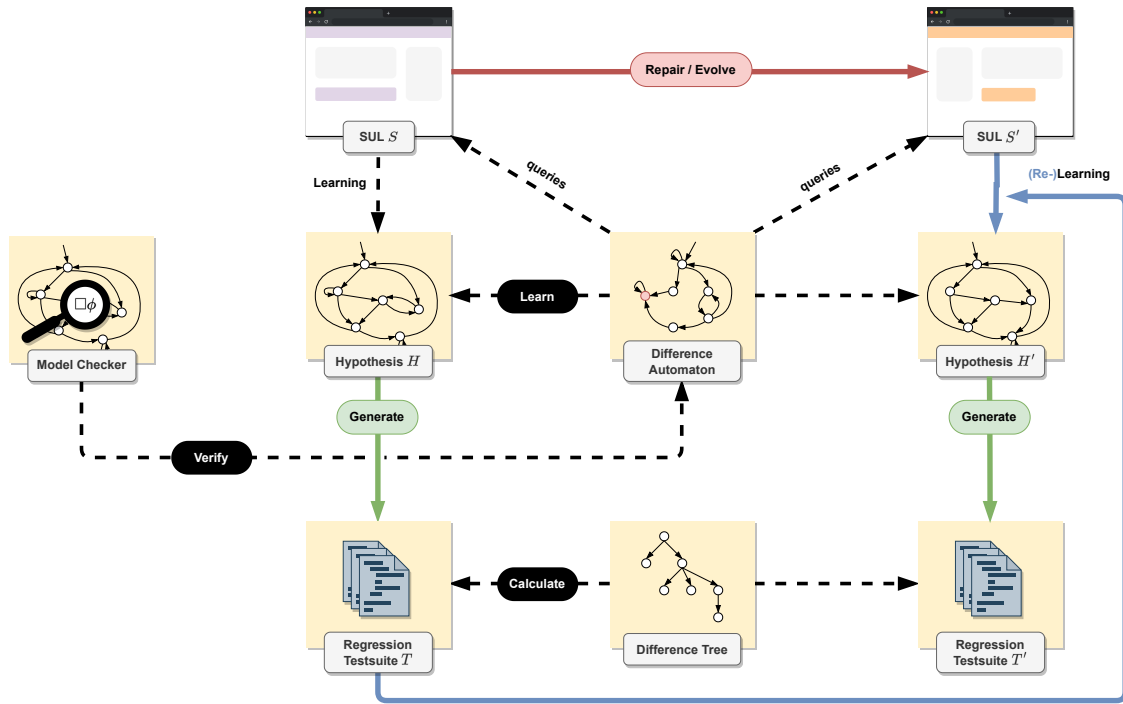 Repair / Evolve
SUL S
SUL S′
queries
queries
Learning
(Re-)Learning
□ϕ
Model Checker
Learn
Hypothesis H
Difference
Automaton
Hypothesis H′
Generate
Generate
Verify
Calculate
Regression
Testsuite T
Difference Tree
Regression
Testsuite T′